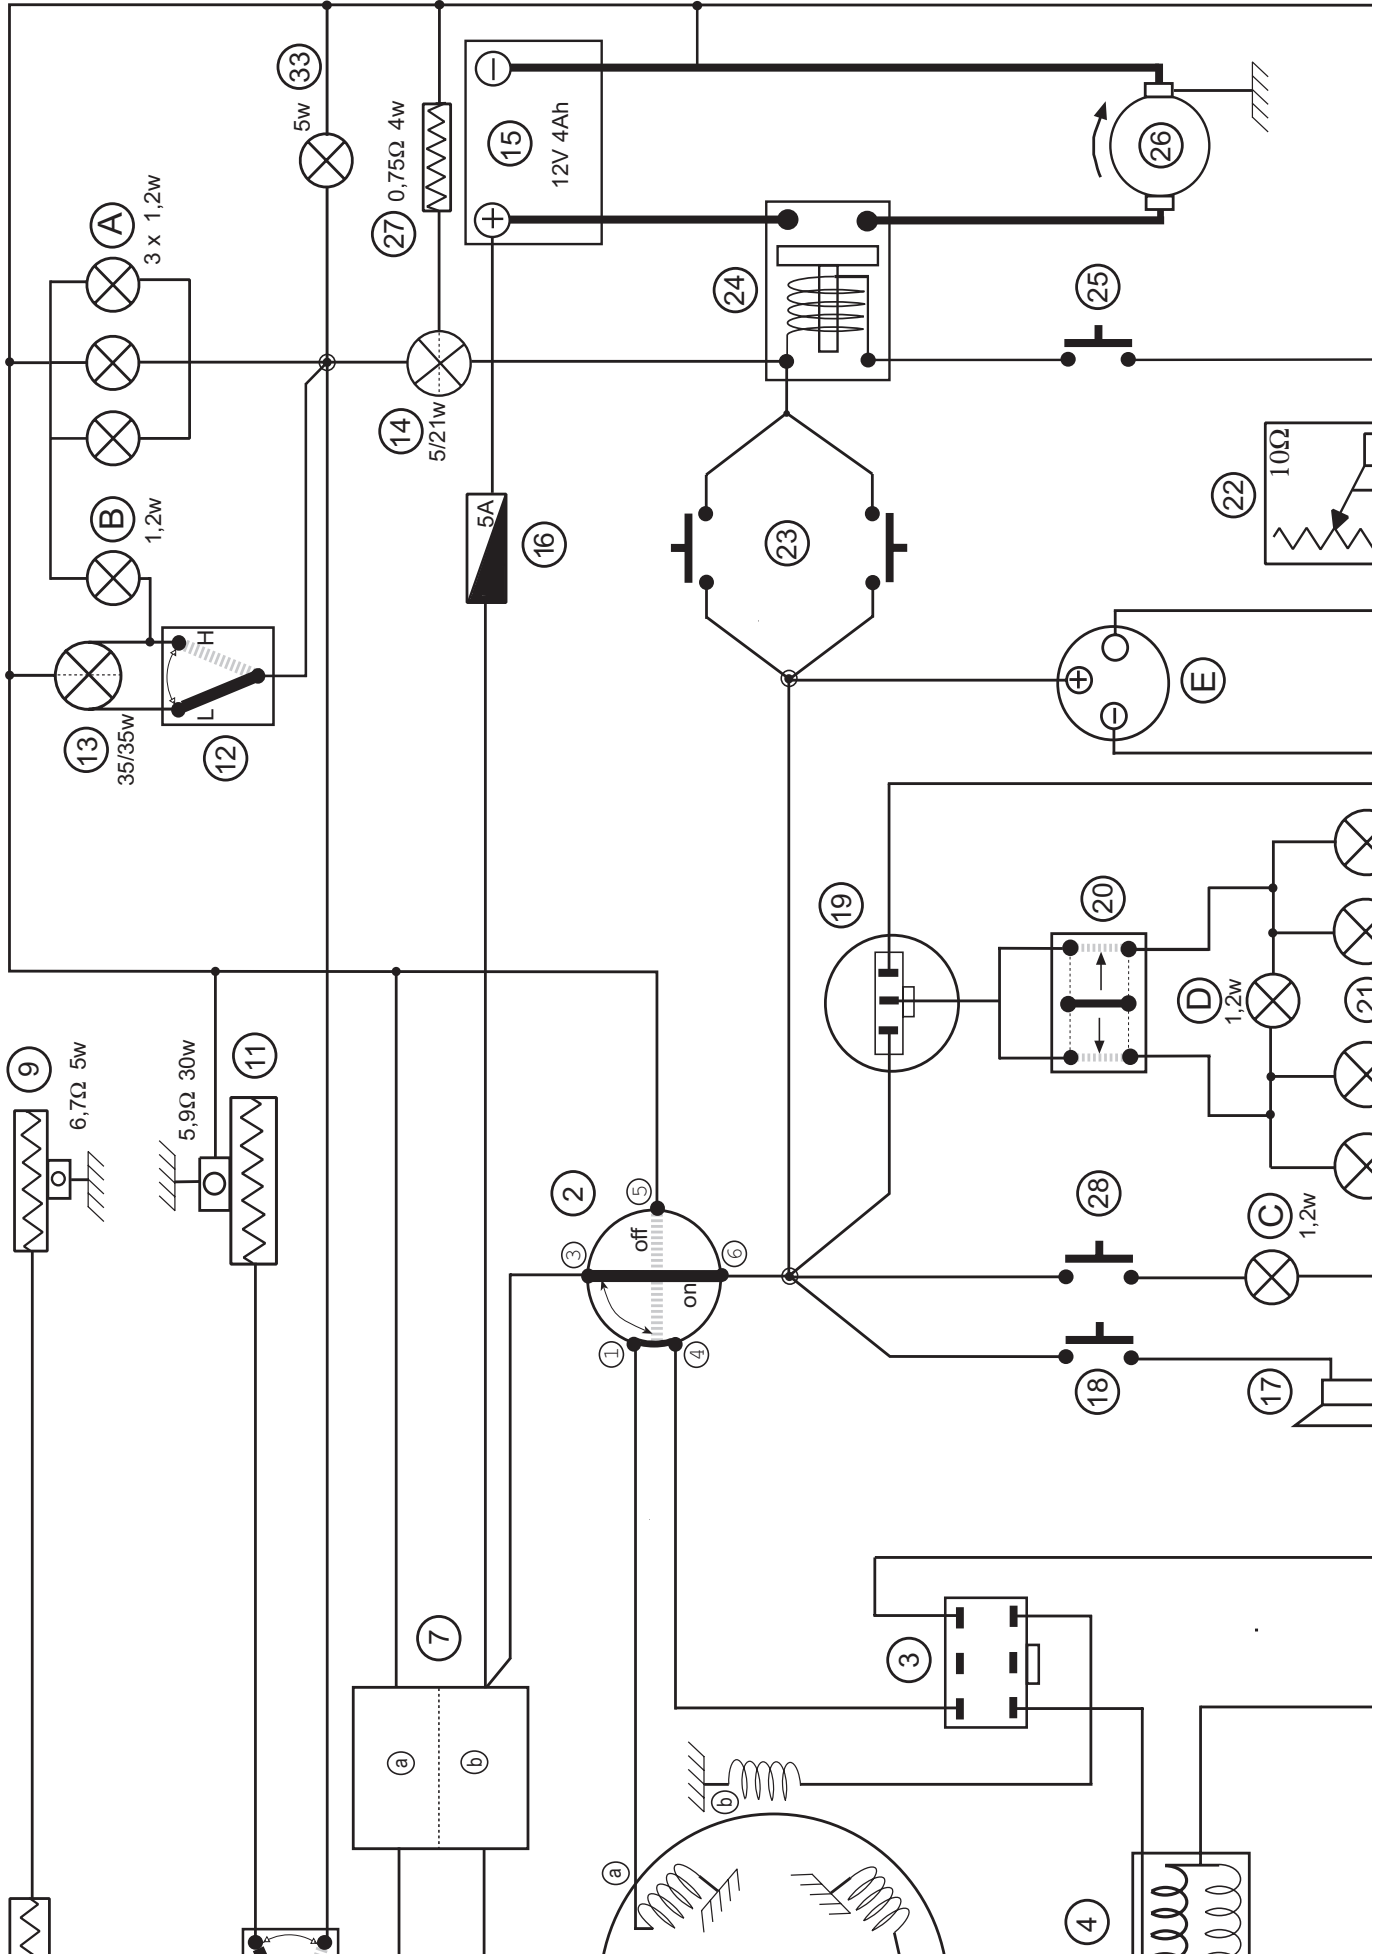 33
5w
A
3 x 1,2w
27
0,75Ω 4w
15
12V 4Ah
26
24
25
14
5/21w
B
1,2w
5A
16
23
22
10Ω
H
L
13
35/35w
12
E
19
20
D
1,2w
21
9
6,7Ω 5w
5,9Ω 30w
11
2
5
3
off
6
on
1
4
28
C
1,2w
18
17
7
3
a
b
b
a
4